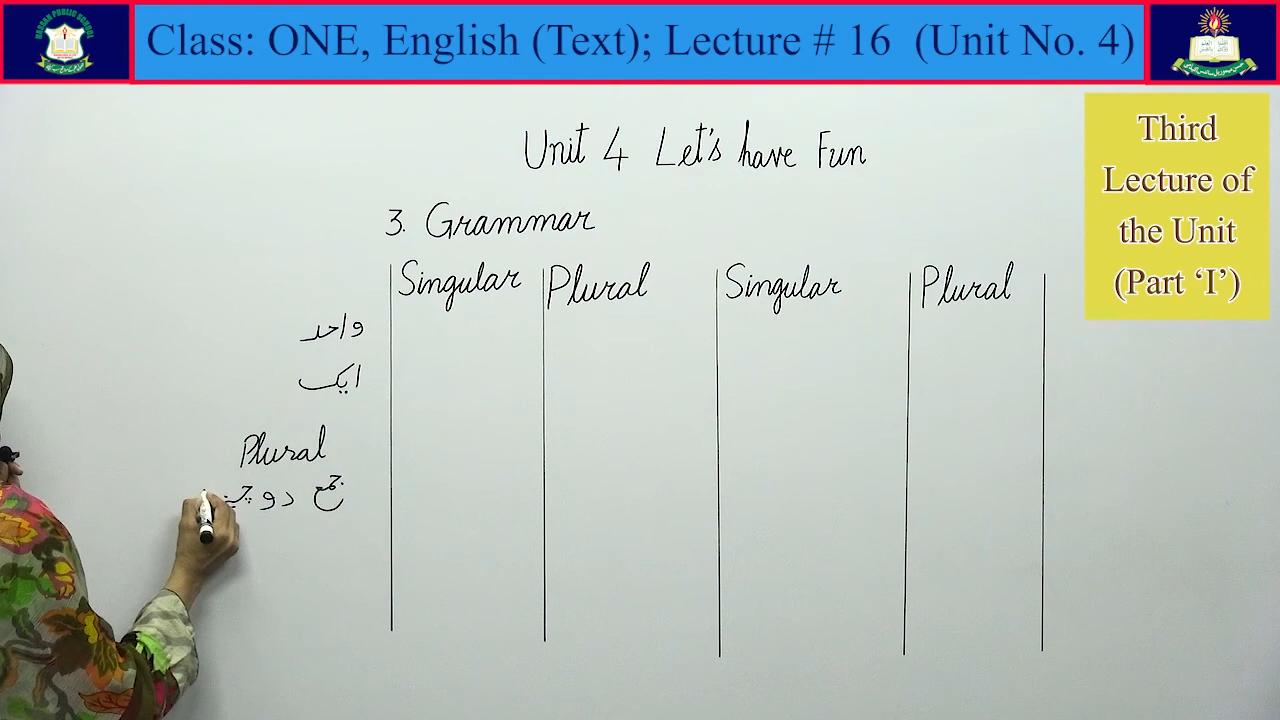 Class: ONE, English (Text); Lecture # 16 (Unit No. 4)
Third
Lecture of
the Unit
(Part ‘I’)
Unit 4 Let's have Fun
3. Grammar
Singular Plural Singular Plural
واحد
ایک
Plural
جمع دو